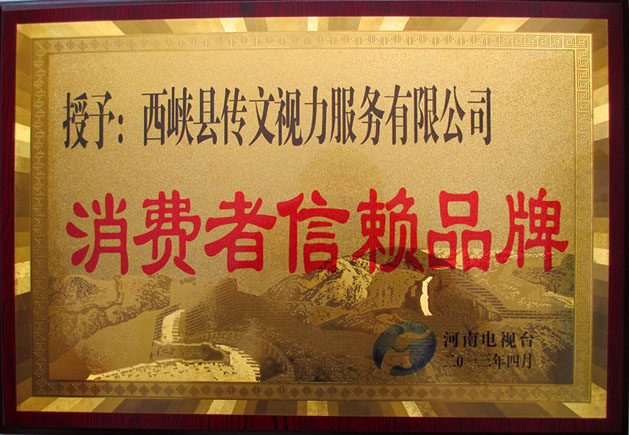 授予：西峡县传文视力服务有限公司
消费者信赖品牌
河南电视台
二〇一三年四月